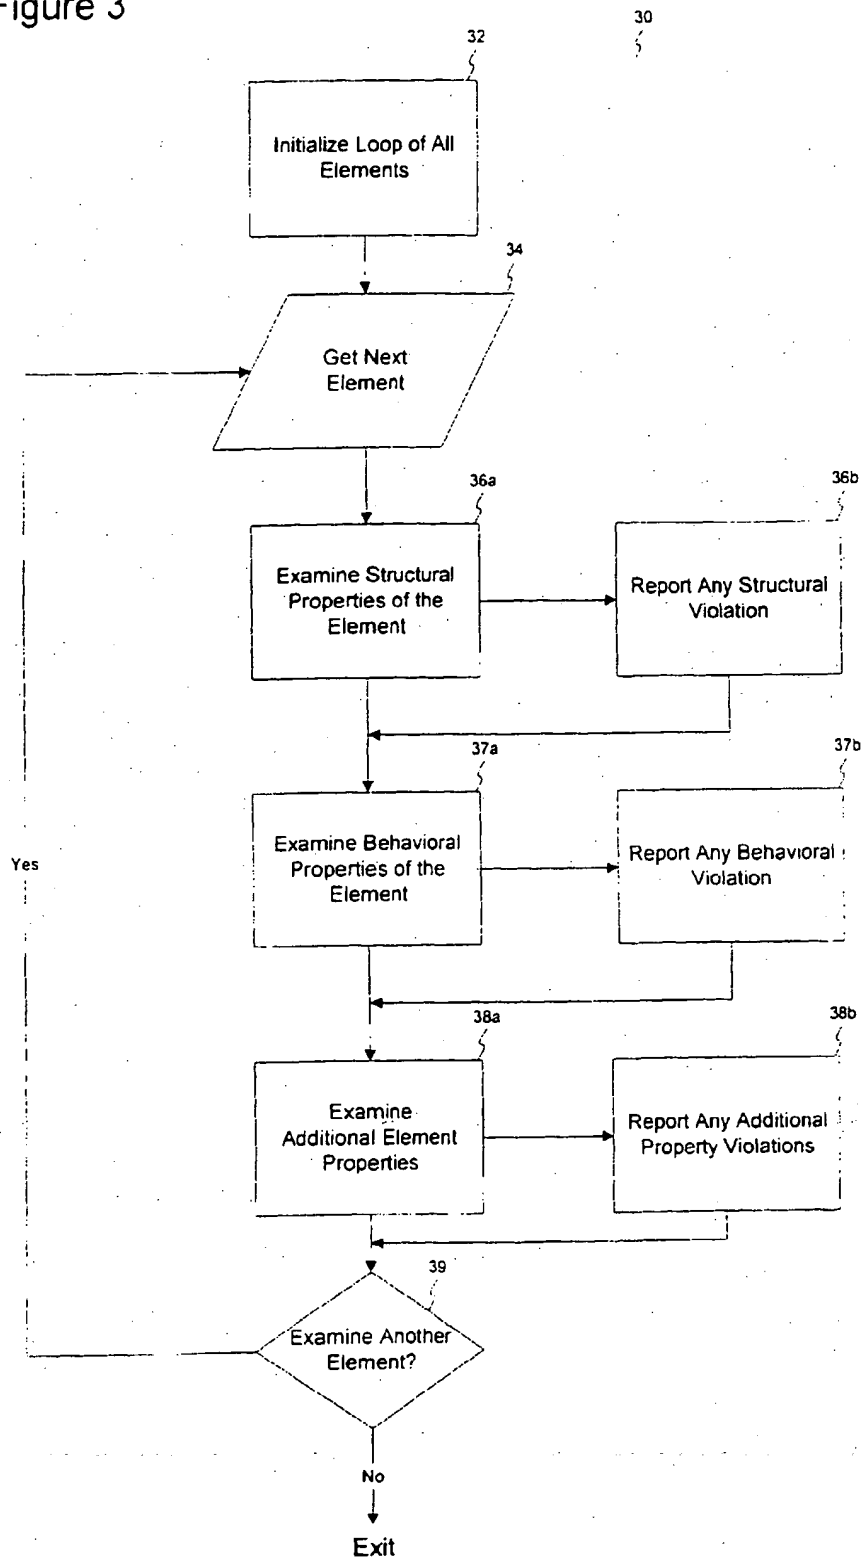 Figure 3
30
32
Initialize Loop of All
Elements
34
Get Next
Element
36a
36b
Examine Structural
Properties of the
Element
Report Any Structural
Violation
37a
37b
Examine Behavioral
Properties of the
Element
Report Any Behavioral
Violation
Yes
38a
38b
Examine
Additional Element
Properties
Report Any Additional
Property Violations
39
Examine Another
Element?
No
Exit